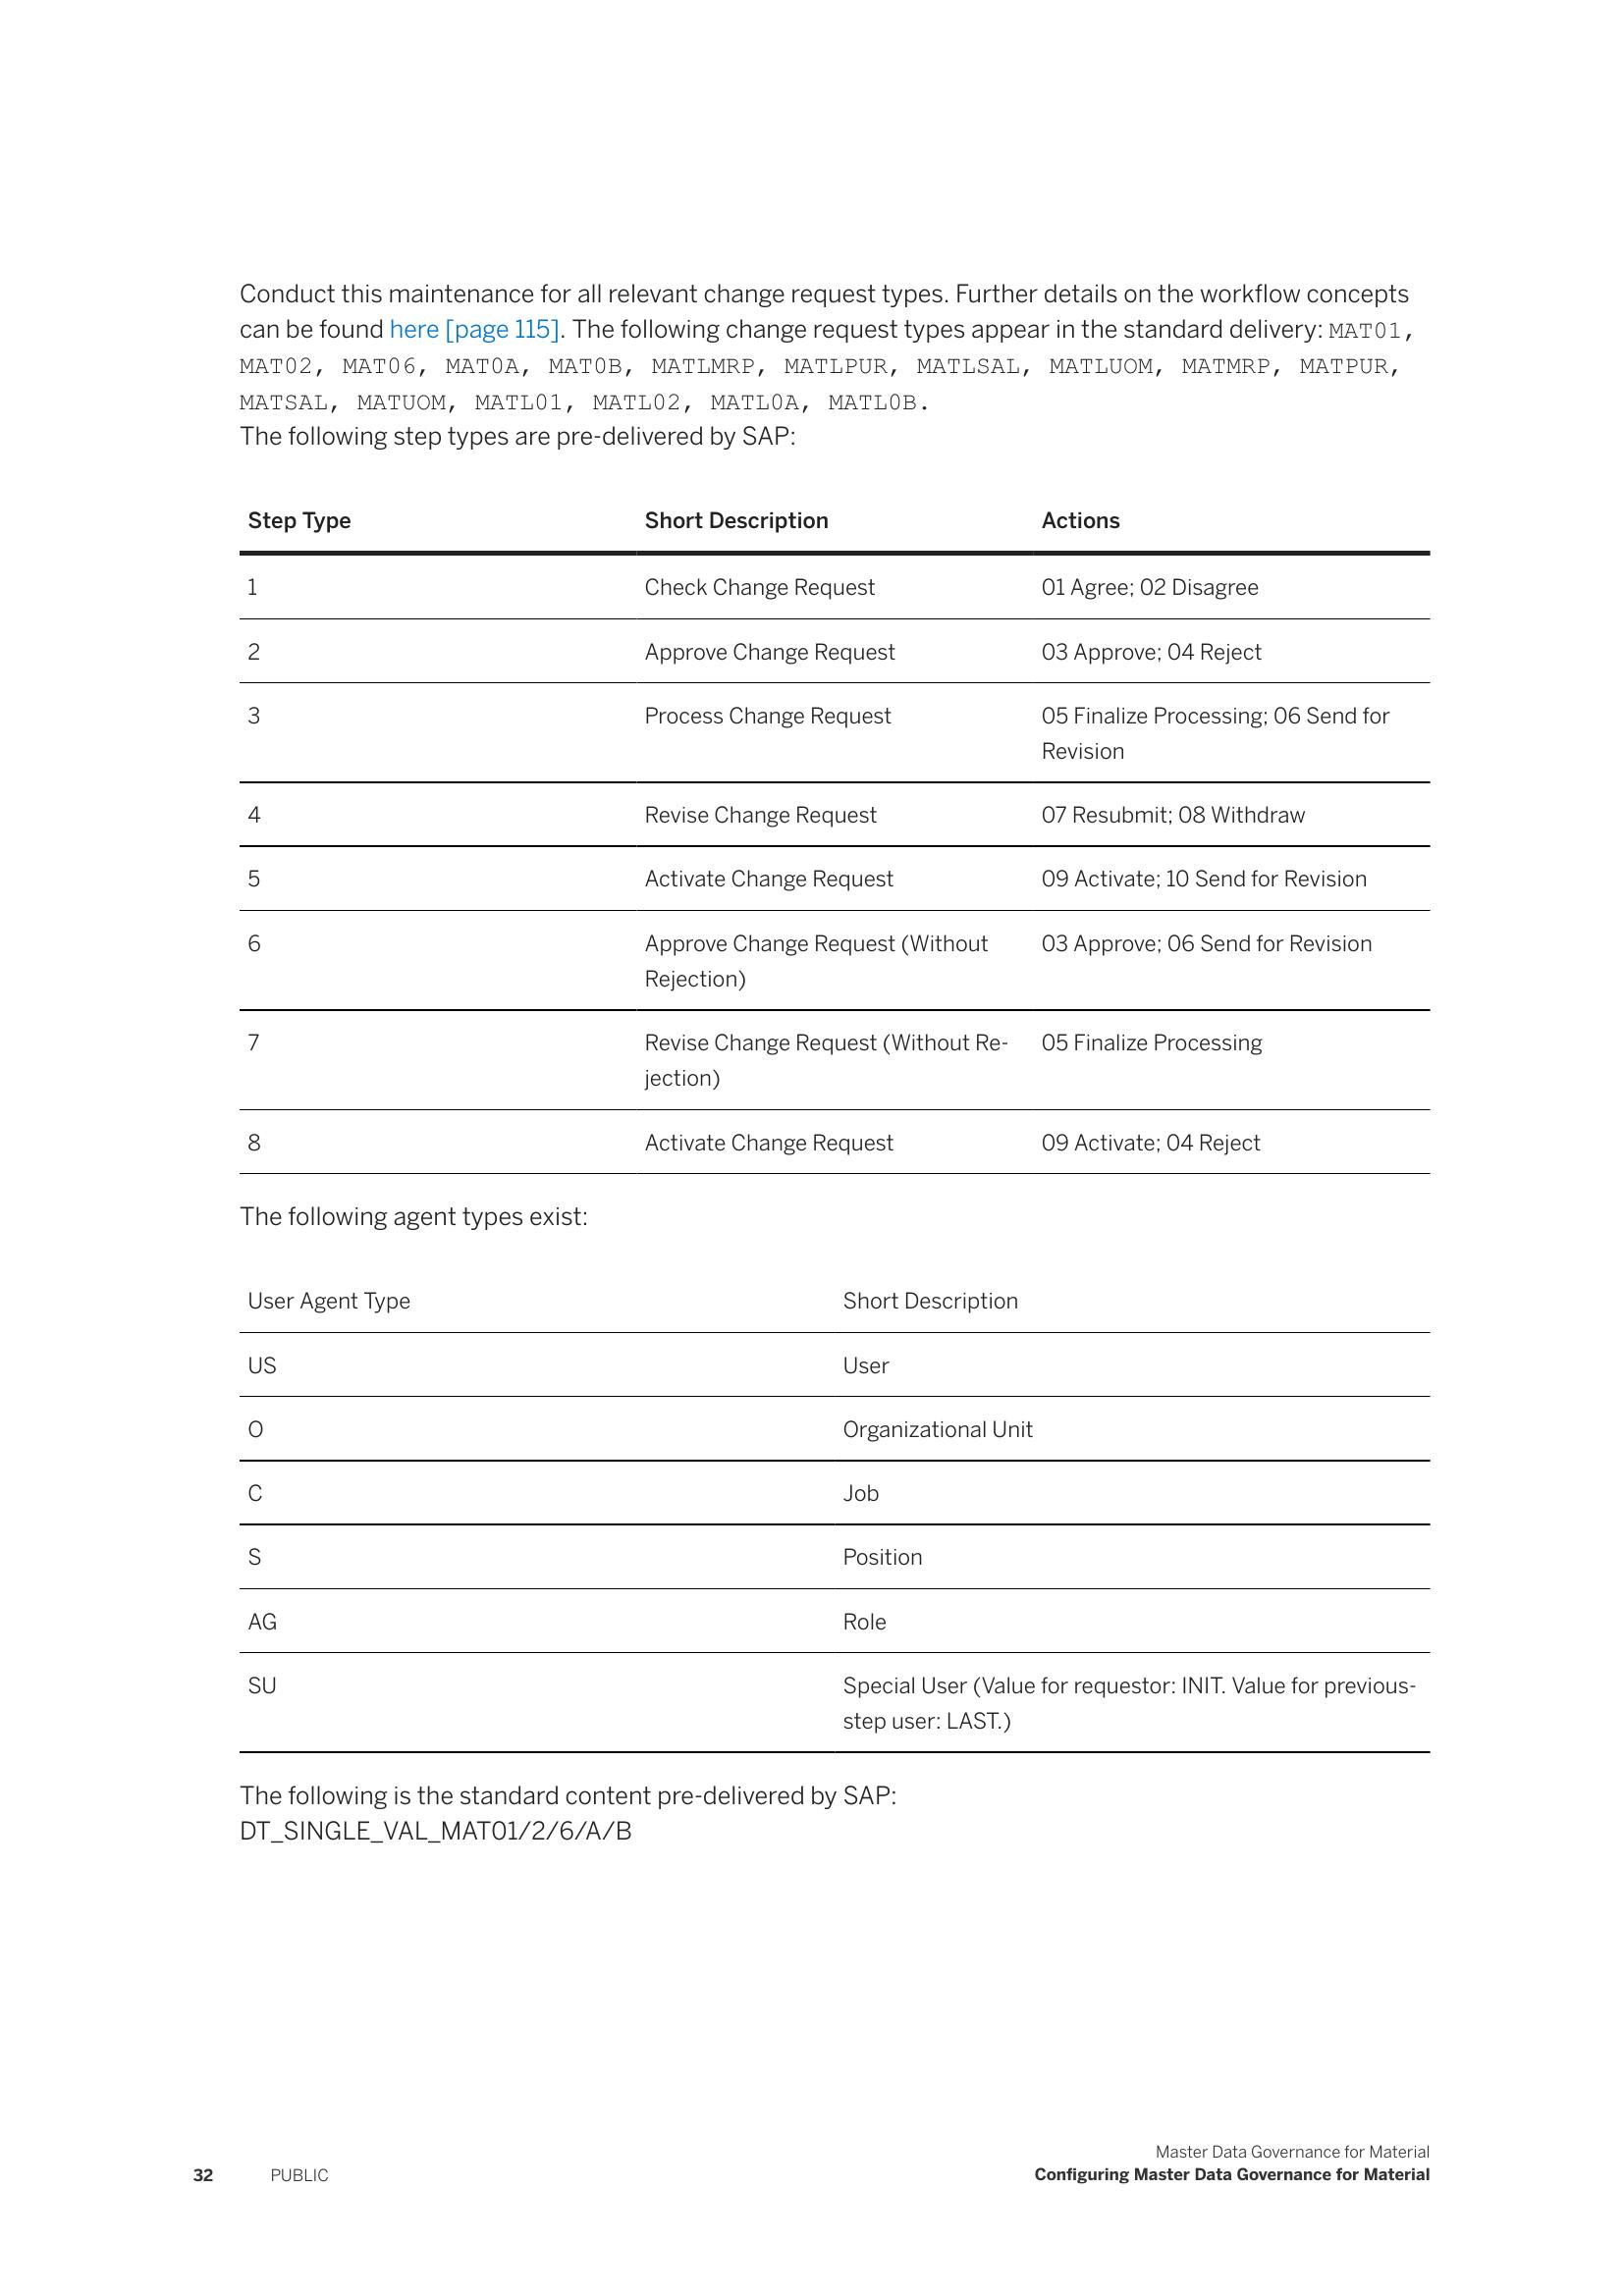 Conduct this maintenance for all relevant change request types. Further details on the workflow concepts
can be found here [page 115]. The following change request types appear in the standard delivery: MAT01,
MAT02, MAT06, MAT0A, MAT0B, MATLMRP, MATLPUR, MATLSAL, MATLUOM, MATMRP, MATPUR,
MATSAL, MATUOM, MATL01, MATL02, MATL0A, MATL0B.
The following step types are pre-delivered by SAP:
Step Type Short Description Actions
1 Check Change Request 01 Agree; 02 Disagree
2 Approve Change Request 03 Approve; 04 Reject
3 Process Change Request 05 Finalize Processing; 06 Send for
Revision
4 Revise Change Request 07 Resubmit; 08 Withdraw
5 Activate Change Request 09 Activate; 10 Send for Revision
6 Approve Change Request (Without 03 Approve; 06 Send for Revision
Rejection)
7 Revise Change Request (Without Re- 05 Finalize Processing
jection)
8 Activate Change Request 09 Activate; 04 Reject
The following agent types exist:
User Agent Type Short Description
US User
O Organizational Unit
C Job
S Position
AG Role
SU Special User (Value for requestor: INIT. Value for previous-
step user: LAST.)
The following is the standard content pre-delivered by SAP:
DT_SINGLE_VAL_MAT01/2/6/A/B
Master Data Governance for Material
32 PUBLIC Configuring Master Data Governance for Material